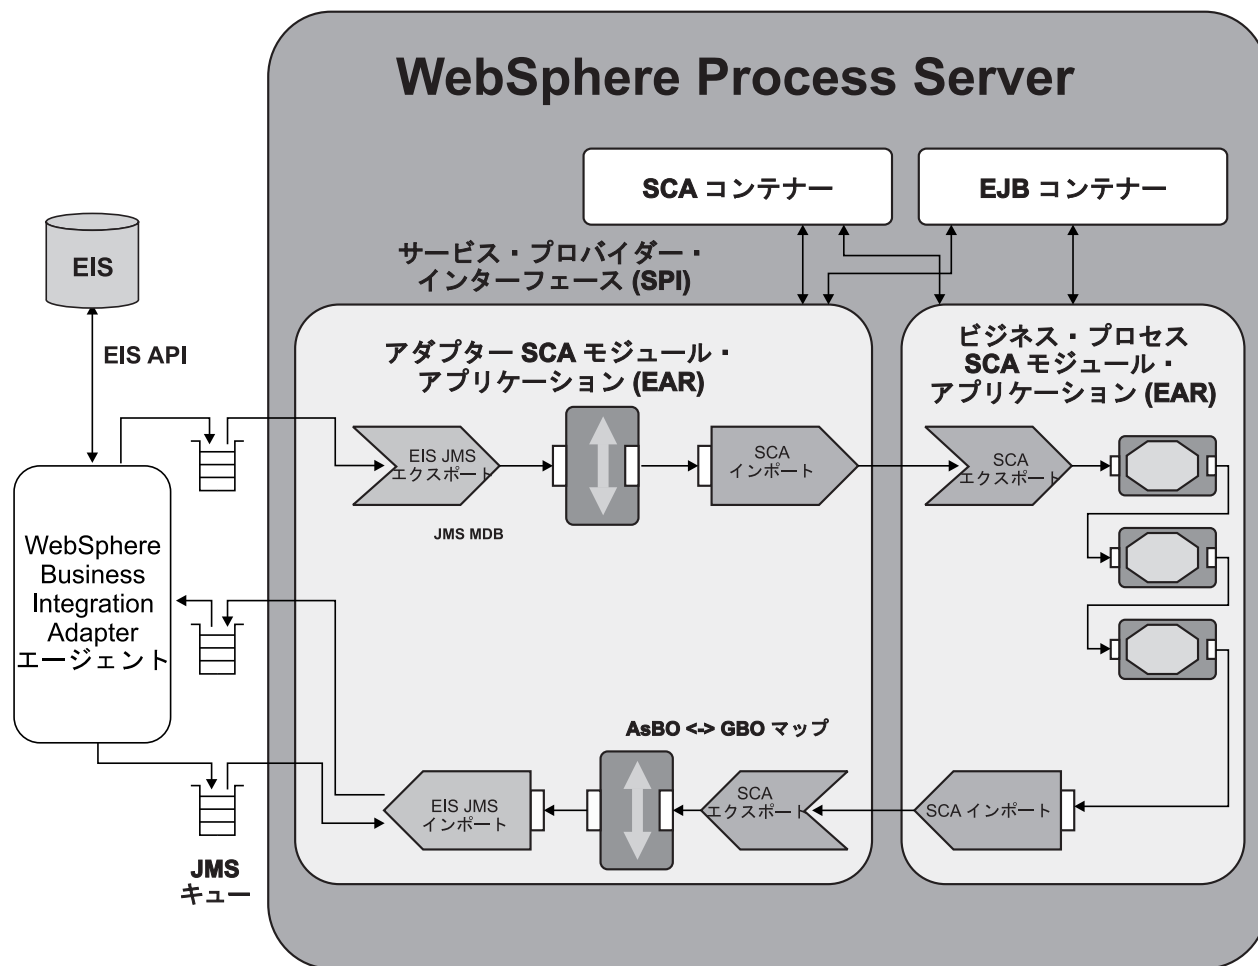 WebSphere Process Server
SCA コンテナー
EJB コンテナー
EIS
サービス・プロバイダー・
インターフェース (SPI)
EIS API
アダプター SCA モジュール・
アプリケーション (EAR)
ビジネス・プロセス
SCA モジュール・
アプリケーション (EAR)
EIS JMS
エクスポート
SCA
インポート
SCA
エクスポート
JMS MDB
WebSphere
Business
Integration
Adapter
エージェント
AsBO <-> GBO マップ
EIS JMS
インポート
SCA
エクスポート
SCA インポート
JMS
キュー